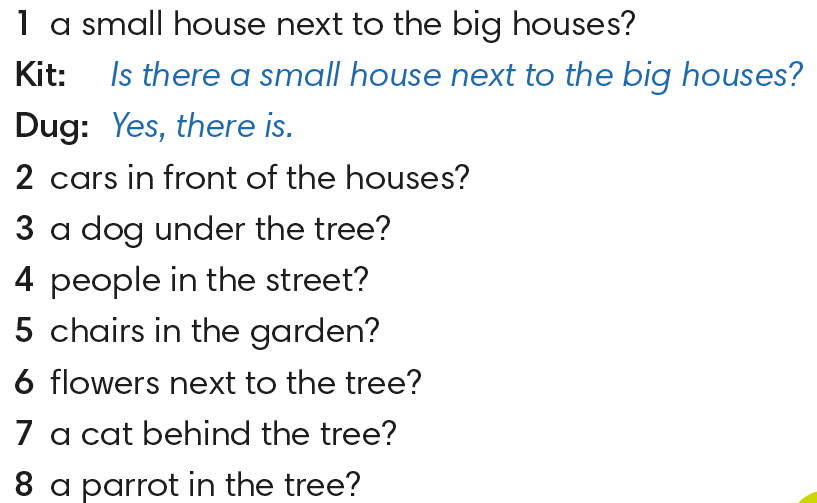 1 a small house next to the big houses?
Kit: Is there a small house next to the big houses?
Dug: Yes, there is.
2 cars in front of the houses?
3 a dog under the tree?
4 people in the street?
5 chairs in the garden?
6 flowers next to the tree?
7 a cat behind the tree?
8 a parrot in the tree?